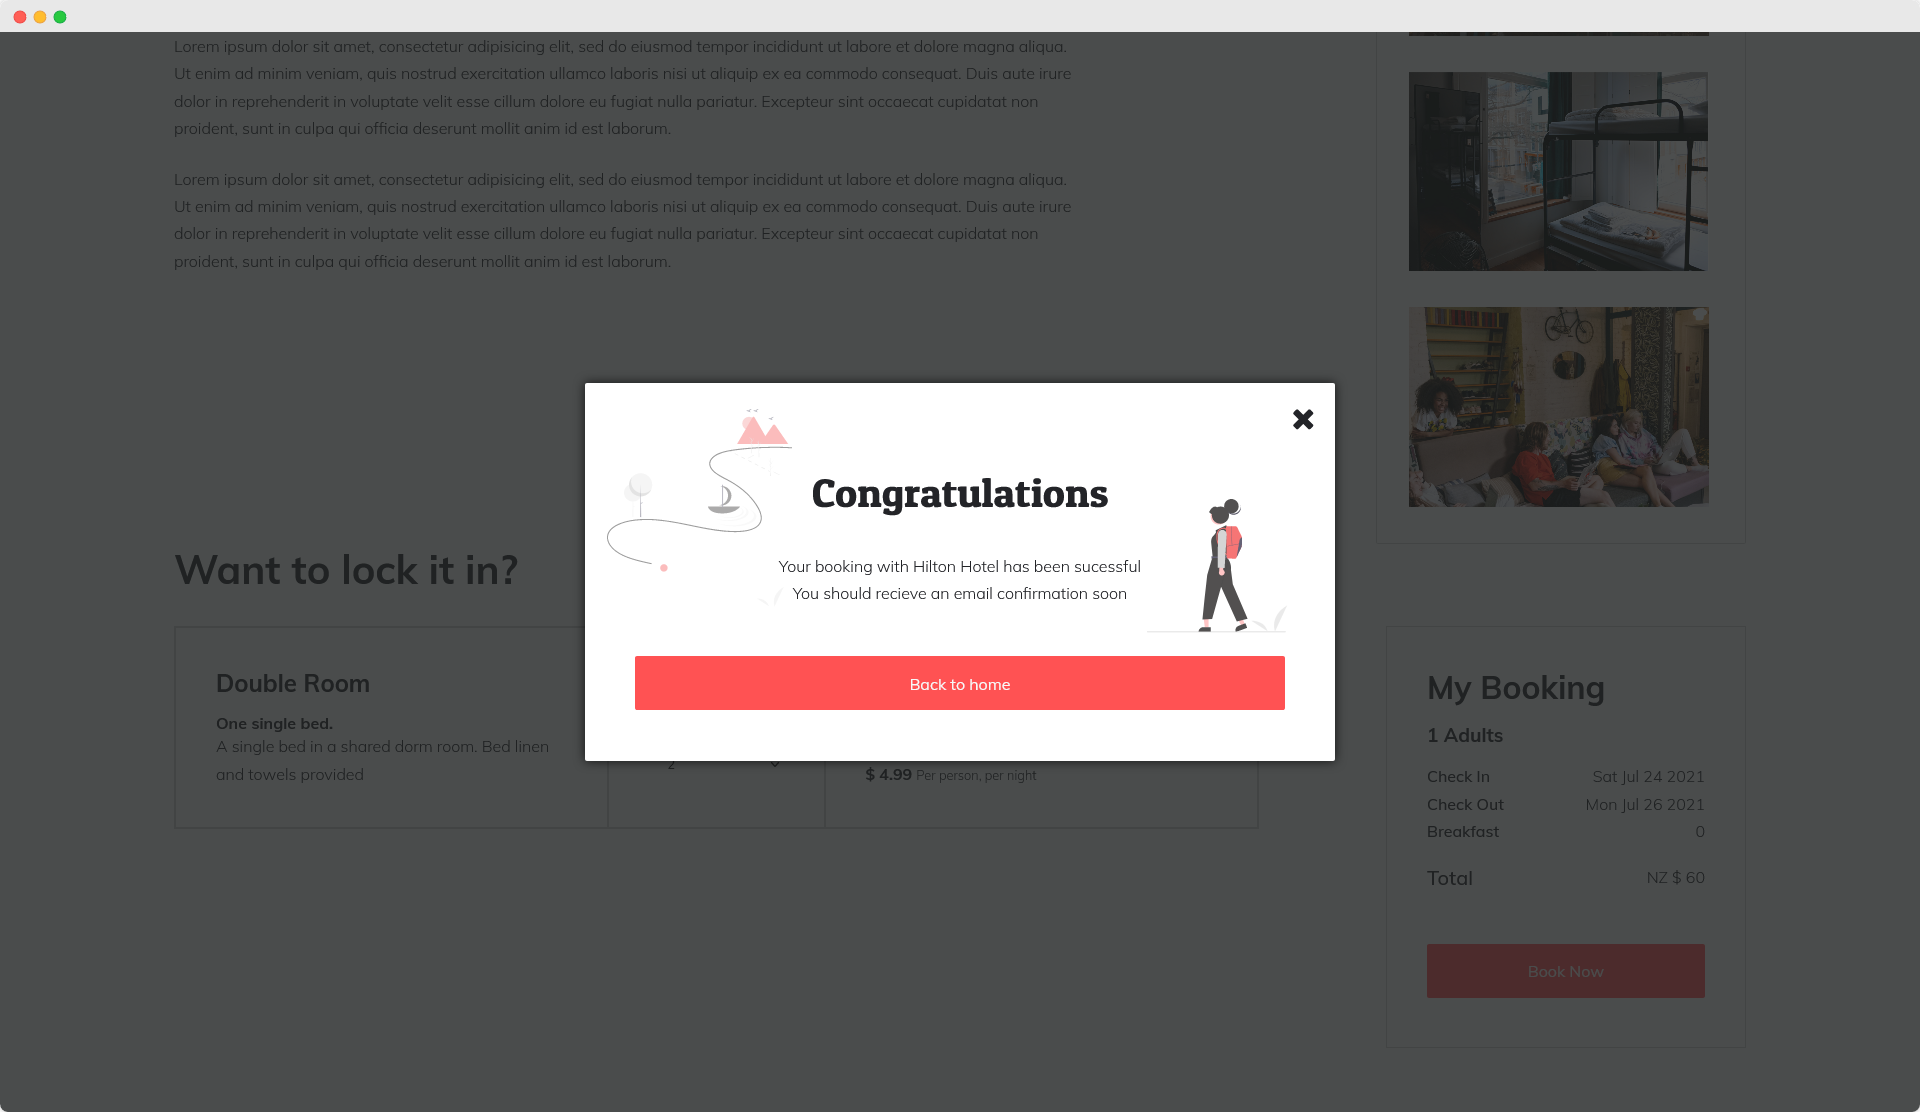 Lorem ipsum dolor sit amet, consectetur adipisicing elit, sed do eiusmod tempor incididunt ut labore et dolore magna aliqua.
Ut enim ad minim veniam, quis nostrud exercitation ullamco laboris nisi ut aliquip ex ea commodo consequat. Duis aute irure
dolor in reprehenderit in voluptate velit esse cillum dolore eu fugiat nulla pariatur. Excepteur sint occaecat cupidatat non
proident, sunt in culpa qui officia deserunt mollit anim id est laborum.
Lorem ipsum dolor sit amet, consectetur adipisicing elit, sed do eiusmod tempor incididunt ut labore et dolore magna aliqua.
Ut enim ad minim veniam, quis nostrud exercitation ullamco laboris nisi ut aliquip ex ea commodo consequat. Duis aute irure
dolor in reprehenderit in voluptate velit esse cillum dolore eu fugiat nulla pariatur. Excepteur sint occaecat cupidatat non
proident, sunt in culpa qui officia deserunt mollit anim id est laborum.
Congratulations
Your booking with Hilton Hotel has been sucessful
You should recieve an email confirmation soon
Back to home
Want to lock it in?
Double Room
One single bed.
A single bed in a shared dorm room. Bed linen
and towels provided
2
$ 4.99 Per person, per night
My Booking
1 Adults
Check In Sat Jul 24 2021
Check Out Mon Jul 26 2021
Breakfast 0
Total NZ $ 60
Book Now